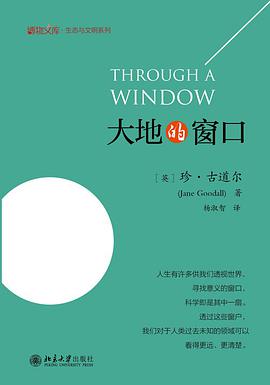 博物文库·生态与文明系列
THROUGH A
WINDOW
大地的窗口
[英]珍·古道尔
(Jane Goodall) 著
杨淑智 译
人生有许多供我们透视世界、
寻找意义的窗口，
科学即是其中一扇。
透过这些窗户，
我们对于人类过去未知的领域可以
看得更远、更清楚。
北京大学出版社
PEKING UNIVERSITY PRESS